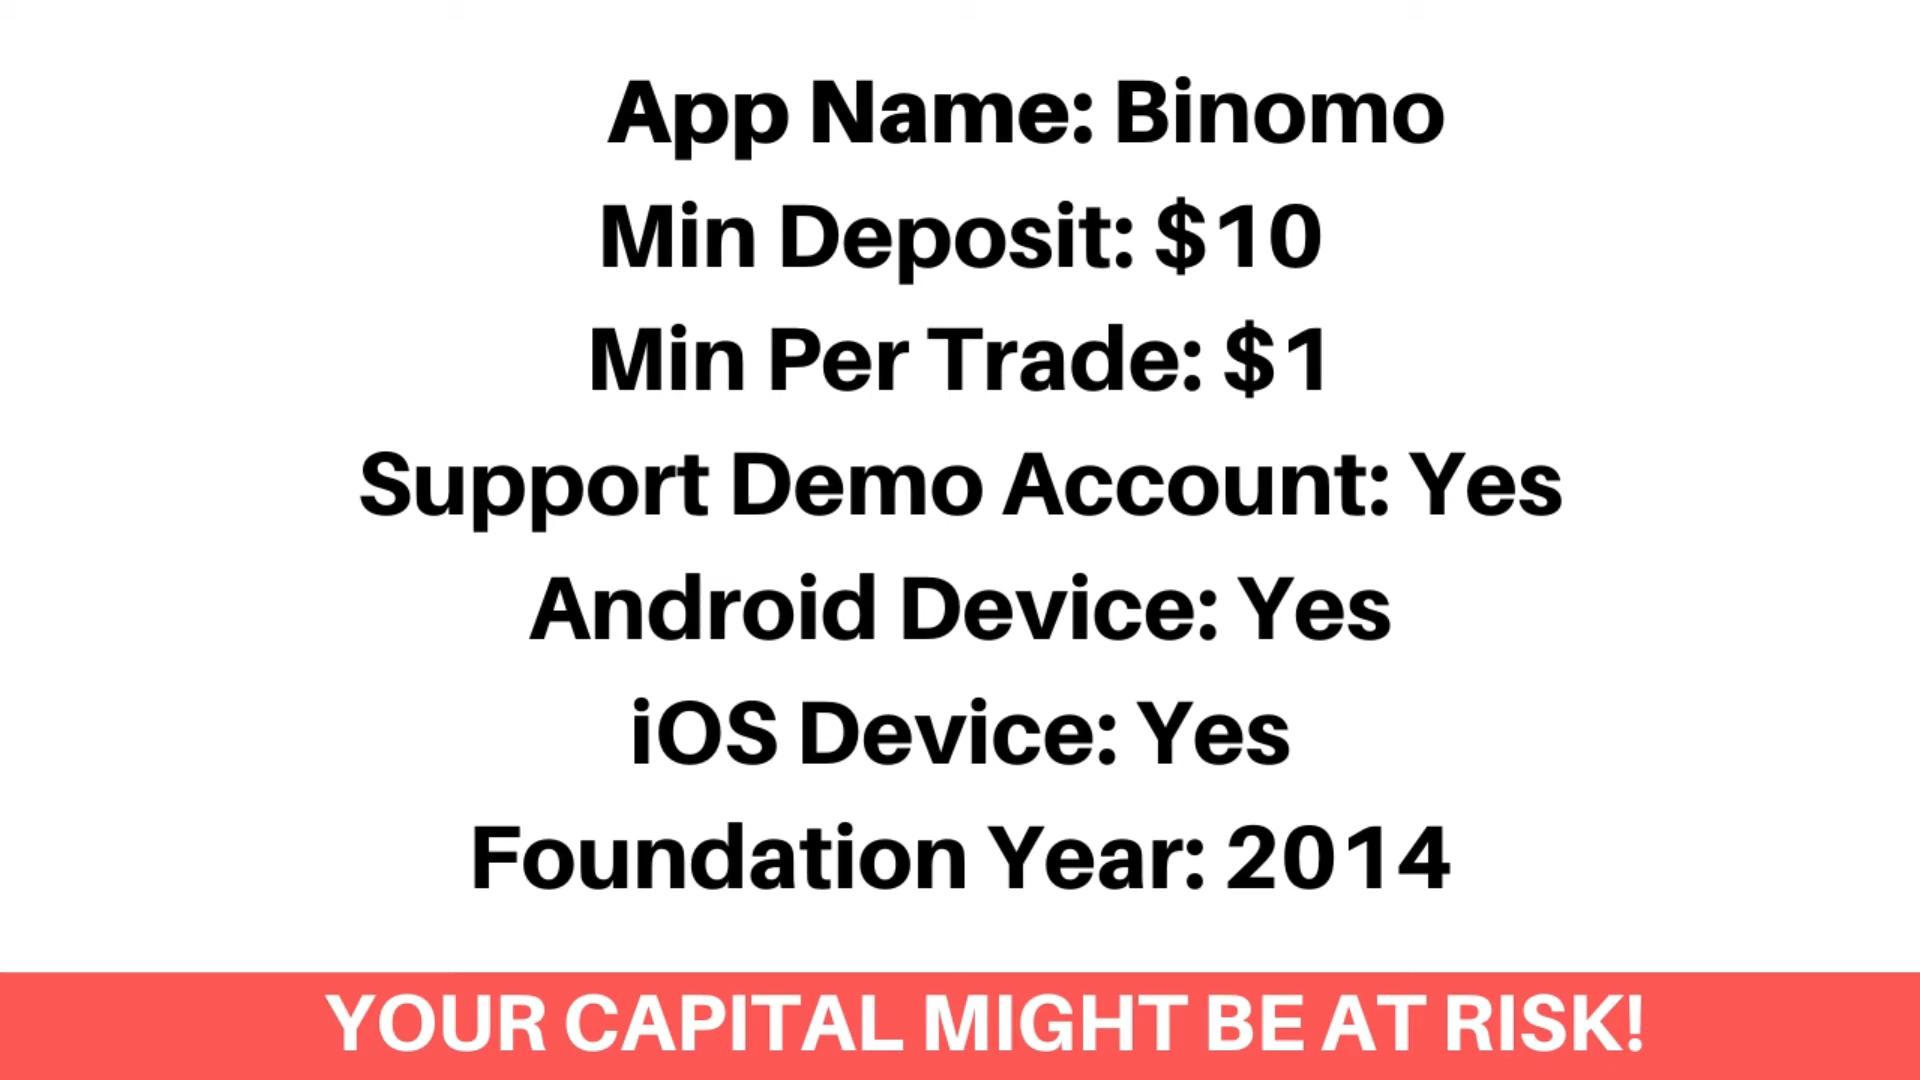 App Name: Binomo
Min Deposit: $10
Min Per Trade: $1
Support Demo Account: Yes
Android Device: Yes
iOS Device: Yes
Foundation Year: 2014
YOUR CAPITAL MIGHT BE AT RISK!